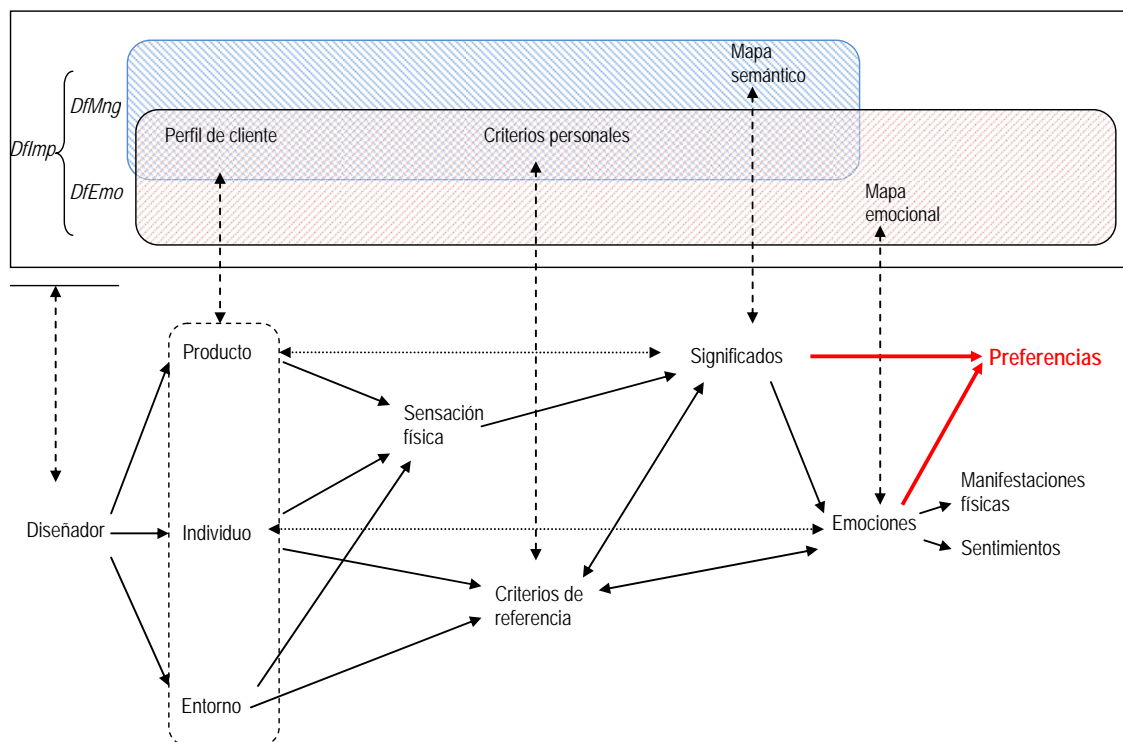 Mapa
semántico
DfMng
Perfil de cliente
Criterios personales
DfImp
DfEmo
Mapa
emocional
Producto
Significados
Preferencias
Sensación
física
Manifestaciones
físicas
Diseñador
Individuo
Emociones
Sentimientos
Criterios de
referencia
Entorno